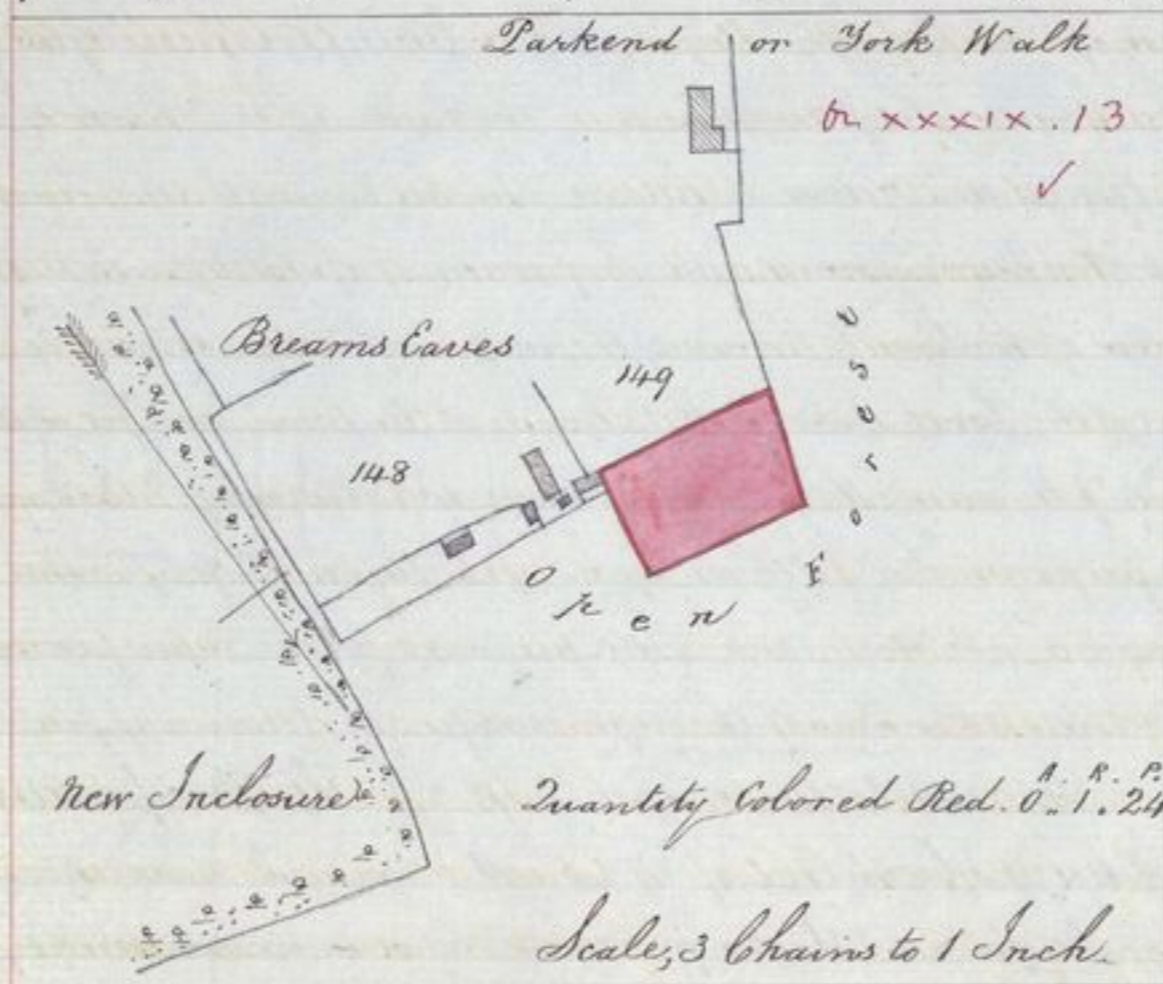 Parkend or York Walk
xxxix.13
Breams Eaves
149
148
Open Forest
New Inclosure
Quantity Colored Red.
A. R. P.
0.. 1.. 24
Scale, 3 Chains to 1 Inch.